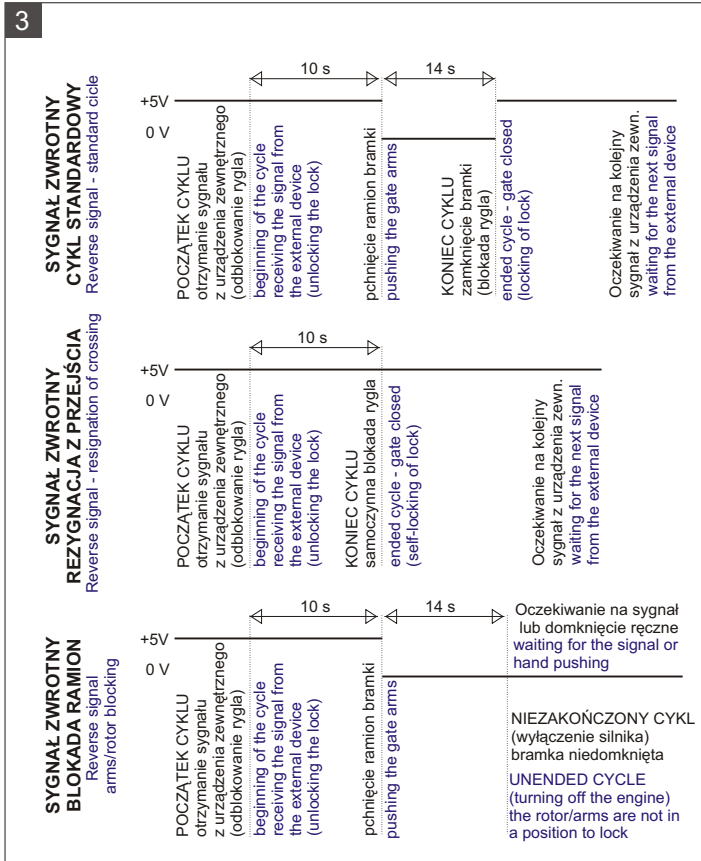 3
SYGNAŁ ZWROTNY
CYKL STANDARDOWY
Reverse signal - standard cicle
+5V
0 V
10 s
14 s
POCZĄTEK CYKLU
otrzymanie sygnału
z urządzenia zewnętrznego
(odblokowanie rygla)
beginning of the cycle
receiving the signal from
the external device
(unlocking the lock)
pchnięcie ramion bramki
pushing the gate arms
KONIEC CYKLU
zamknięcie bramki
(blokada rygla)
ended cycle - gate closed
(locking of lock)
Oczekiwanie na kolejny
sygnał z urządzenia zewn.
waiting for the next signal
from the external device
SYGNAŁ ZWROTNY
REZYGNACJA Z PRZEJŚCIA
Reverse signal - resignation of crossing
+5V
0 V
10 s
POCZĄTEK CYKLU
otrzymanie sygnału
z urządzenia zewnętrznego
(odblokowanie rygla)
beginning of the cycle
receiving the signal from
the external device
(unlocking the lock)
KONIEC CYKLU
samoczynna blokada rygla
ended cycle - gate closed
(self-locking of lock)
Oczekiwanie na kolejny
sygnał z urządzenia zewn.
waiting for the next signal
from the external device
SYGNAŁ ZWROTNY
BLOKADA RAMION
Reverse signal
arms/rotor blocking
+5V
0 V
10 s
14 s
POCZĄTEK CYKLU
otrzymanie sygnału
z urządzenia zewnętrznego
(odblokowanie rygla)
beginning of the cycle
receiving the signal from
the external device
(unlocking the lock)
pchnięcie ramion bramki
pushing the gate arms
Oczekiwanie na sygnał
lub domknięcie ręczne
waiting for the signal or
hand pushing
NIEZAKOŃCZONY CYKL
(wyłączenie silnika)
bramka niedomknięta
UNENDED CYCLE
(turning off the engine)
the rotor/arms are not in
a position to lock